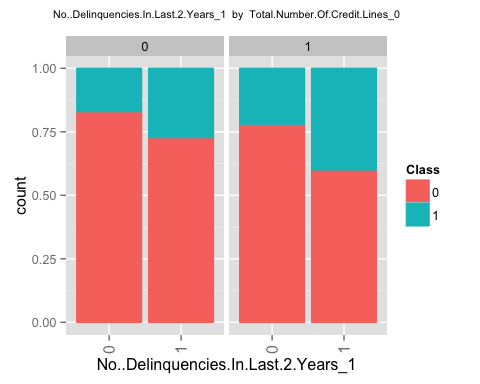 No..Delinquencies.In.Last.2.Years_1 by Total.Number.Of.Credit.Lines_0
0 1
1.00
0.75
0.50
0.25
0.00
count
0 1 0 1
No..Delinquencies.In.Last.2.Years_1
Class
0
1